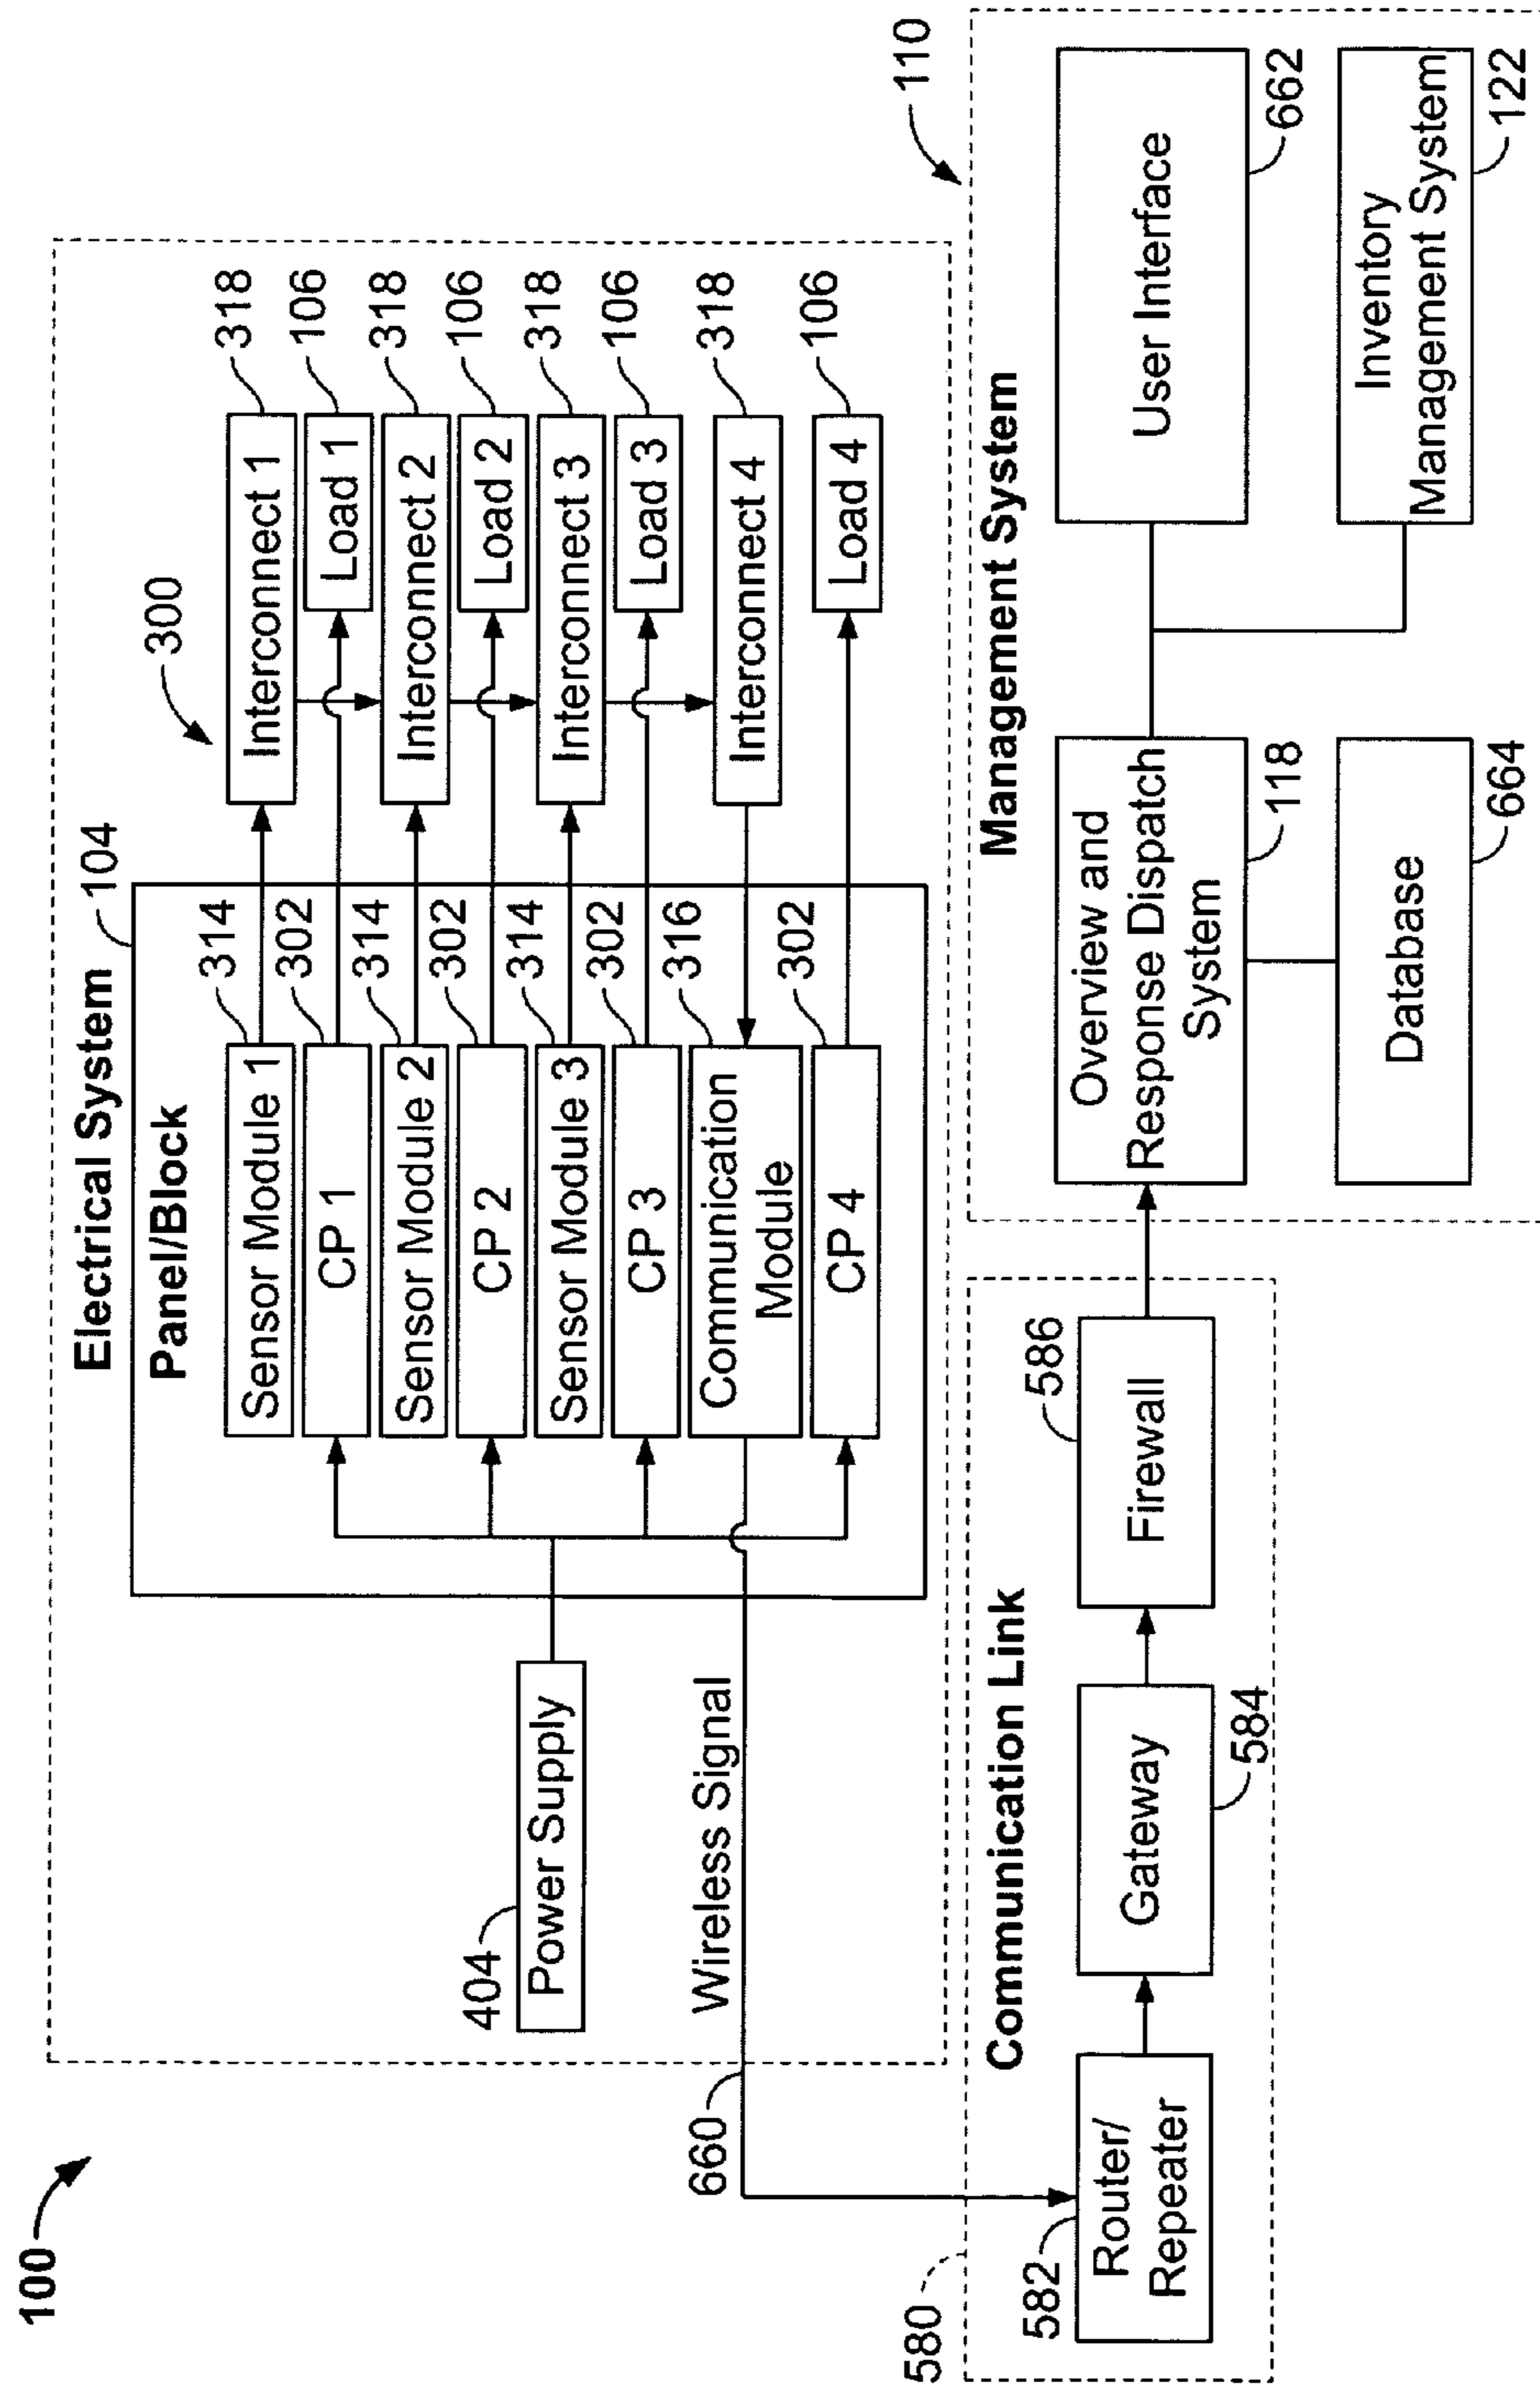 100
Electrical System
104
Panel/Block
300
314
Sensor Module 1
Interconnect 1
318
302
CP 1
Load 1
106
314
Sensor Module 2
Interconnect 2
318
404
Power Supply
302
CP 2
Load 2
106
314
Sensor Module 3
Interconnect 3
318
302
CP 3
Load 3
106
660
Wireless Signal
316
Communication
Module
Interconnect 4
318
302
CP 4
Load 4
106
580
Communication Link
582
Router/
Repeater
Gateway
584
586
Firewall
110
Management System
Overview and
Response Dispatch
System
118
User Interface
662
Database
664
Inventory
Management System
122